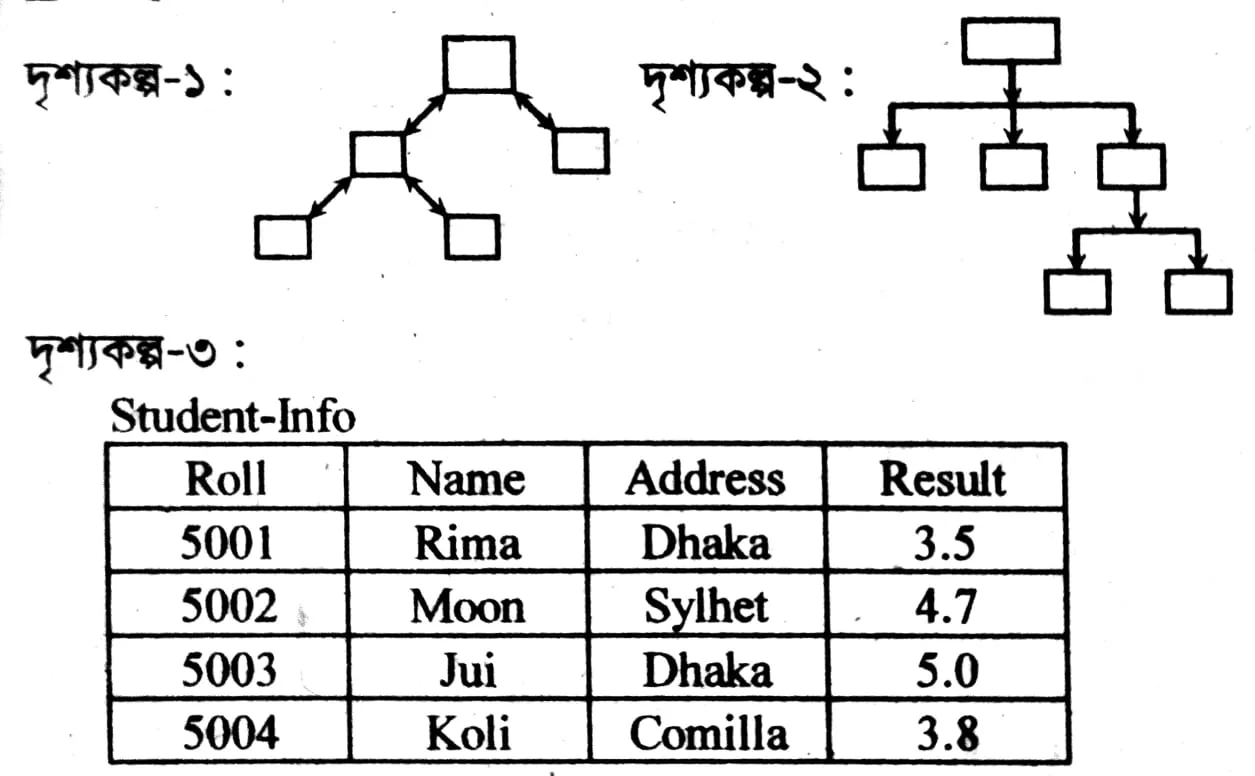 দৃশ্যকল্প-১ : দৃশ্যকল্প-২ :
দৃশ্যকল্প-৩ :
Student-Info
Roll Name Address Result
5001 Rima Dhaka 3.5
5002 Moon Sylhet 4.7
5003 Jui Dhaka 5.0
5004 Koli Comilla 3.8